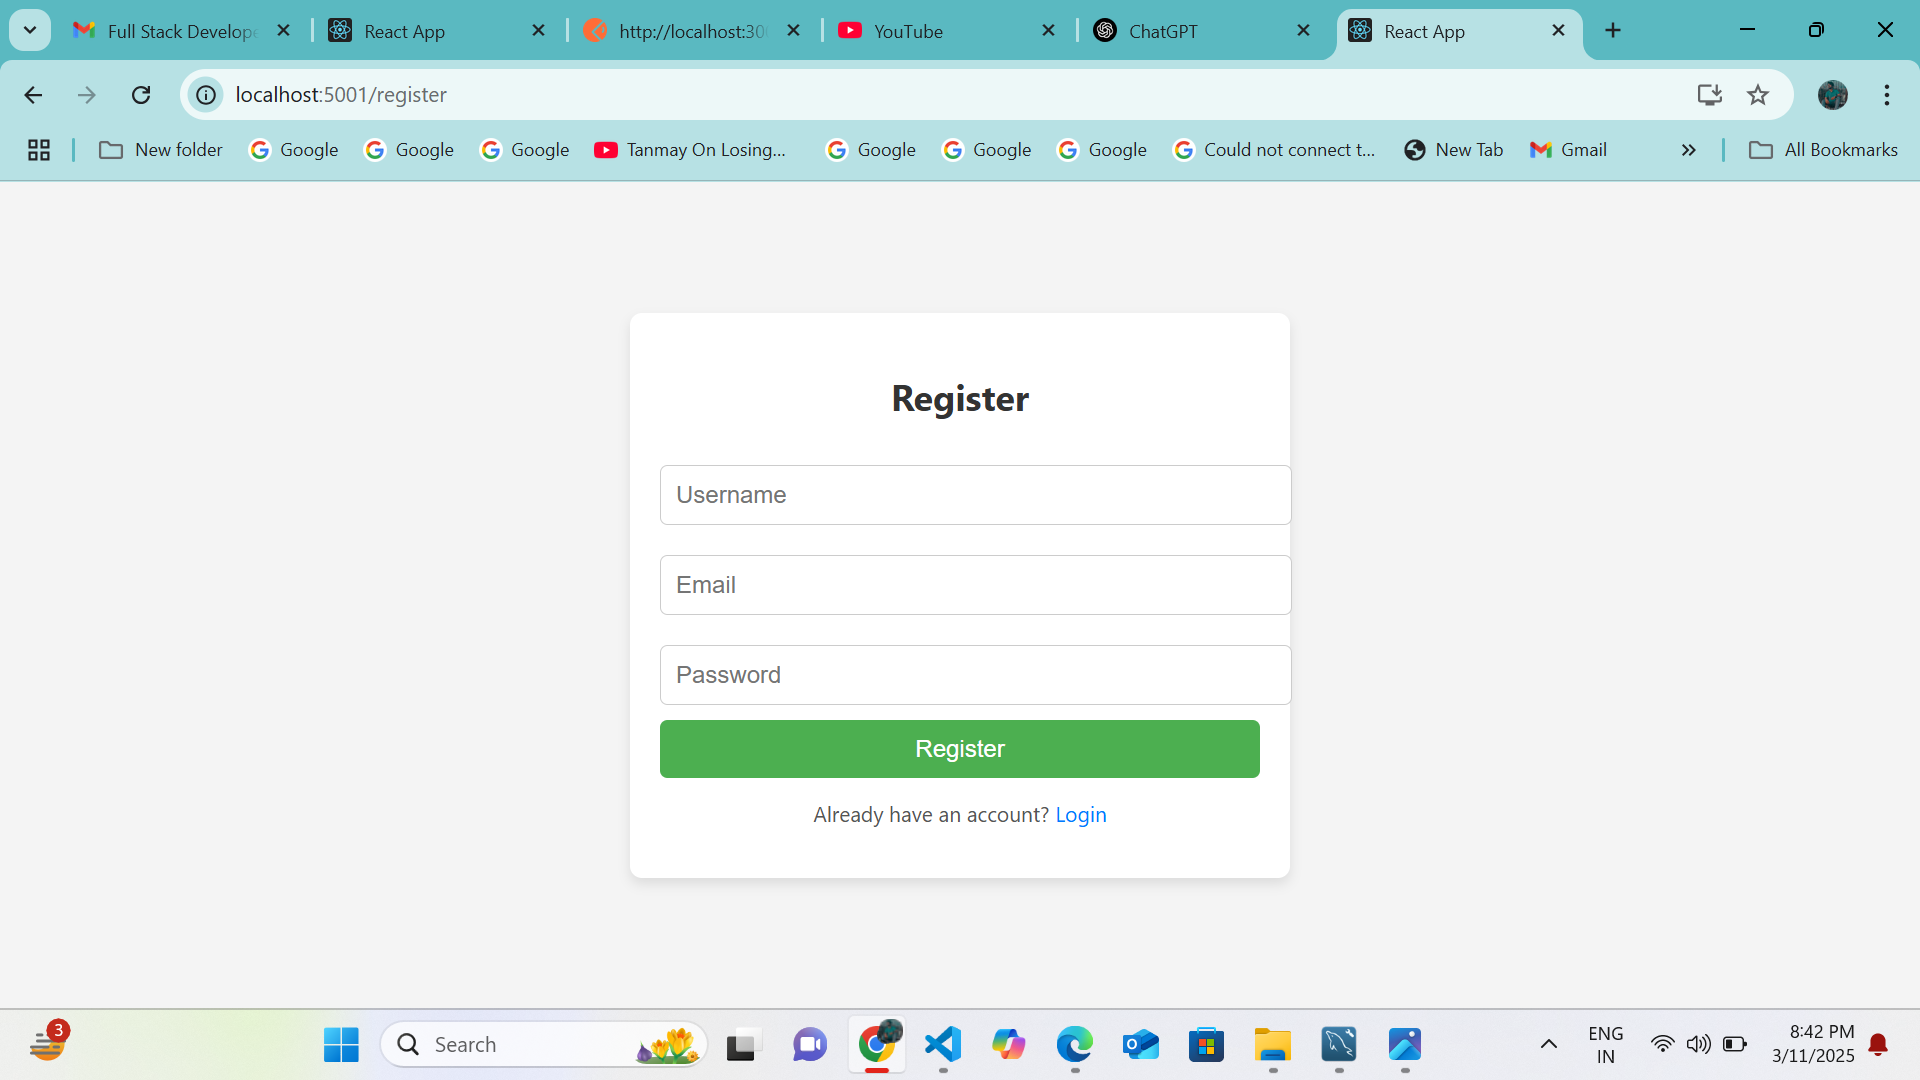 Full Stack Develope
React App
http://localhost:30
YouTube
ChatGPT
React App
localhost:5001/register
New folder
Google
Google
Google
Tanmay On Losing...
Google
Google
Google
Could not connect t...
New Tab
Gmail
All Bookmarks
Register
Username
Email
Password
Register
Already have an account? Login
3
Search
ENG
IN
8:42 PM
3/11/2025